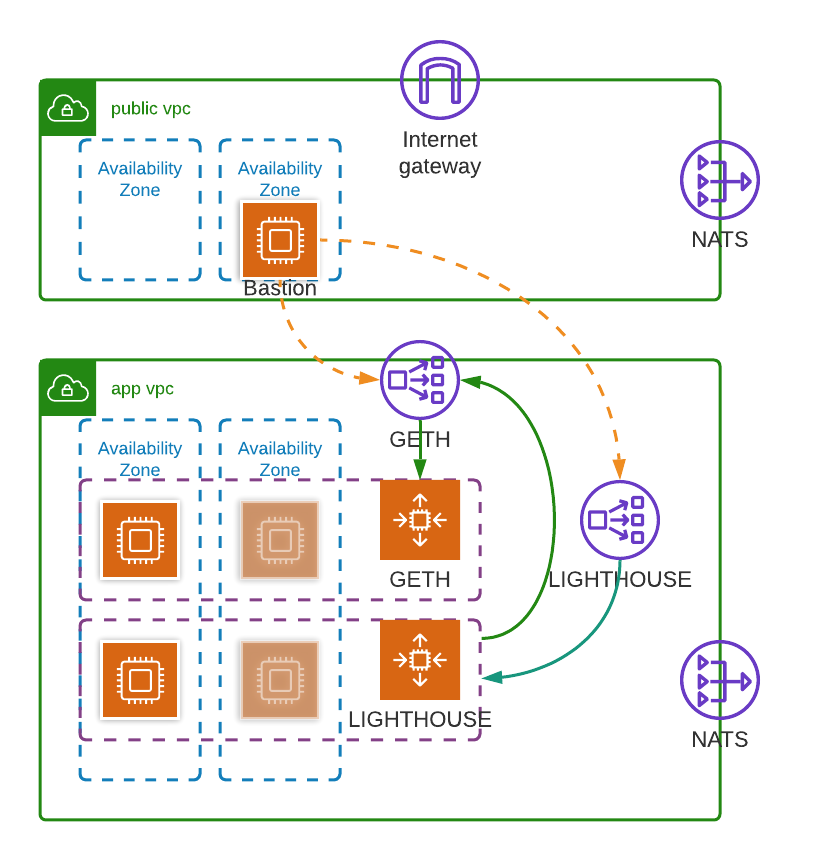 Internet
gateway
public vpc
Availability
Zone
Availability
Zone
Bastion
NATS
app vpc
GETH
Availability
Zone
Availability
Zone
GETH
LIGHTHOUSE
LIGHTHOUSE
NATS